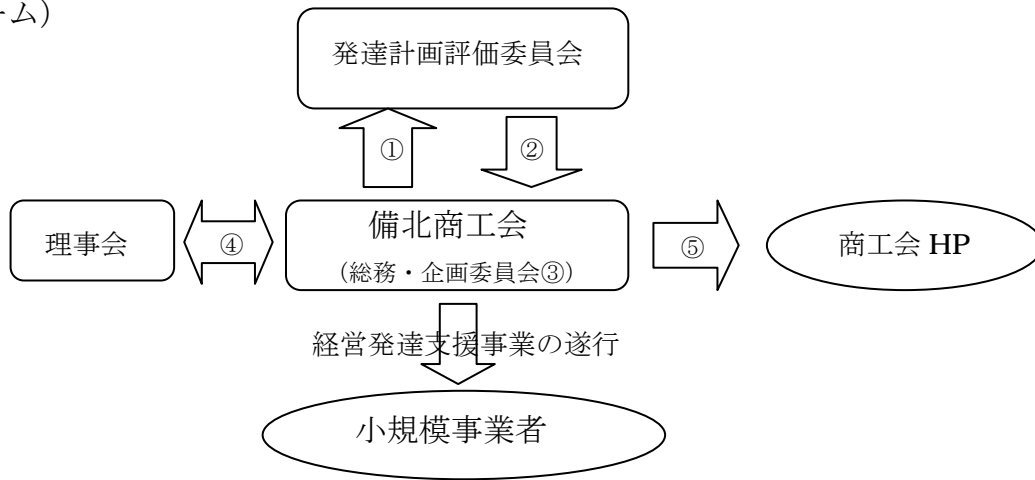 ーム)
発達計画評価委員会
① ②
理事会 ④ 備北商工会 ⑤ 商工会 HP
(総務・企画委員会③)
経営発達支援事業の遂行
小規模事業者